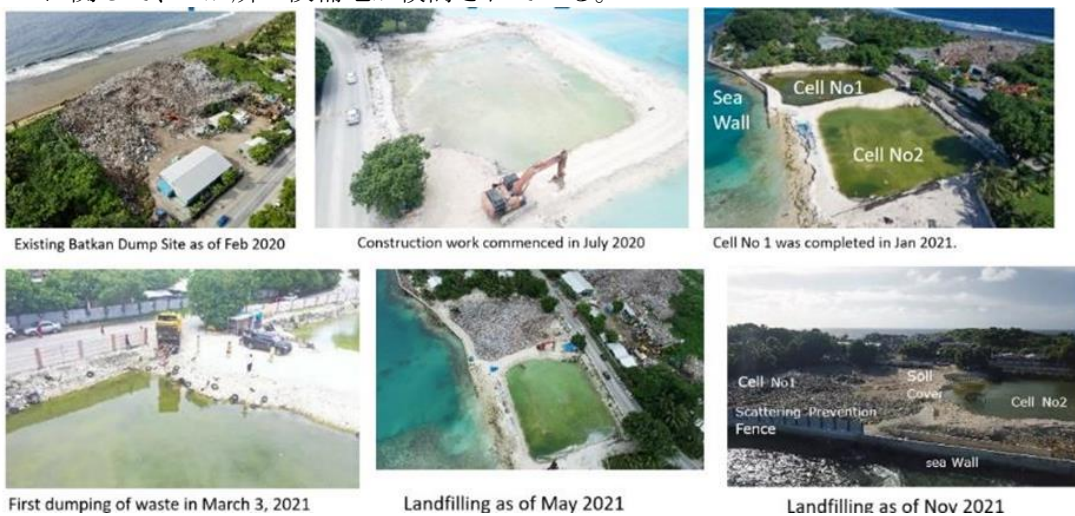 Existing Batkan Dump Site as of Feb 2020
Construction work commenced in July 2020
Sea
Wall
Cell No1
Cell No2
Cell No 1 was completed in Jan 2021.
First dumping of waste in March 3, 2021
Landfilling as of May 2021
Cell No1
Soil
Cover
Cell No2
Scattering Prevention
Fence
sea Wall
Landfilling as of Nov 2021